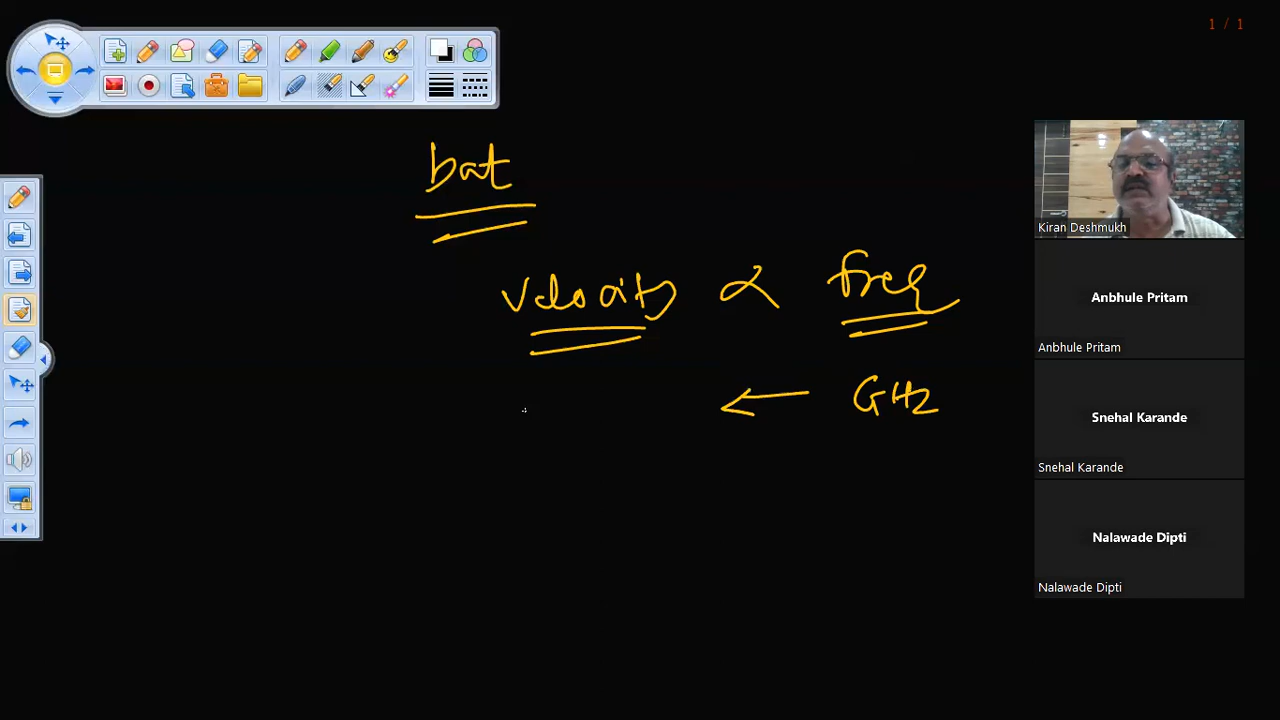 1 / 1
bat
velocity ∝ freq
← GHz
Kiran Deshmukh
Anbhule Pritam
Anbhule Pritam
Snehal Karande
Snehal Karande
Nalawade Dipti
Nalawade Dipti